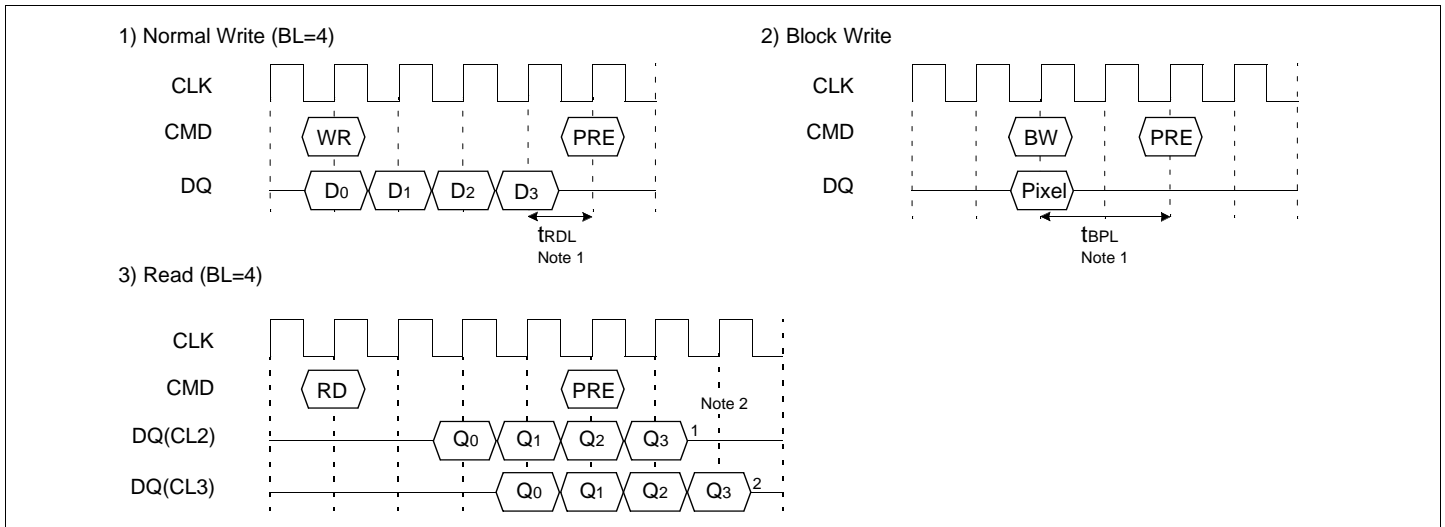 1) Normal Write (BL=4)
CLK
CMD WR PRE
DQ D0 D1 D2 D3
tRDL
Note 1
2) Block Write
CLK
CMD BW PRE
DQ Pixel
tBPL
Note 1
3) Read (BL=4)
CLK
CMD RD PRE
Note 2
DQ(CL2) Q0 Q1 Q2 Q3 1
DQ(CL3) Q0 Q1 Q2 Q3 2